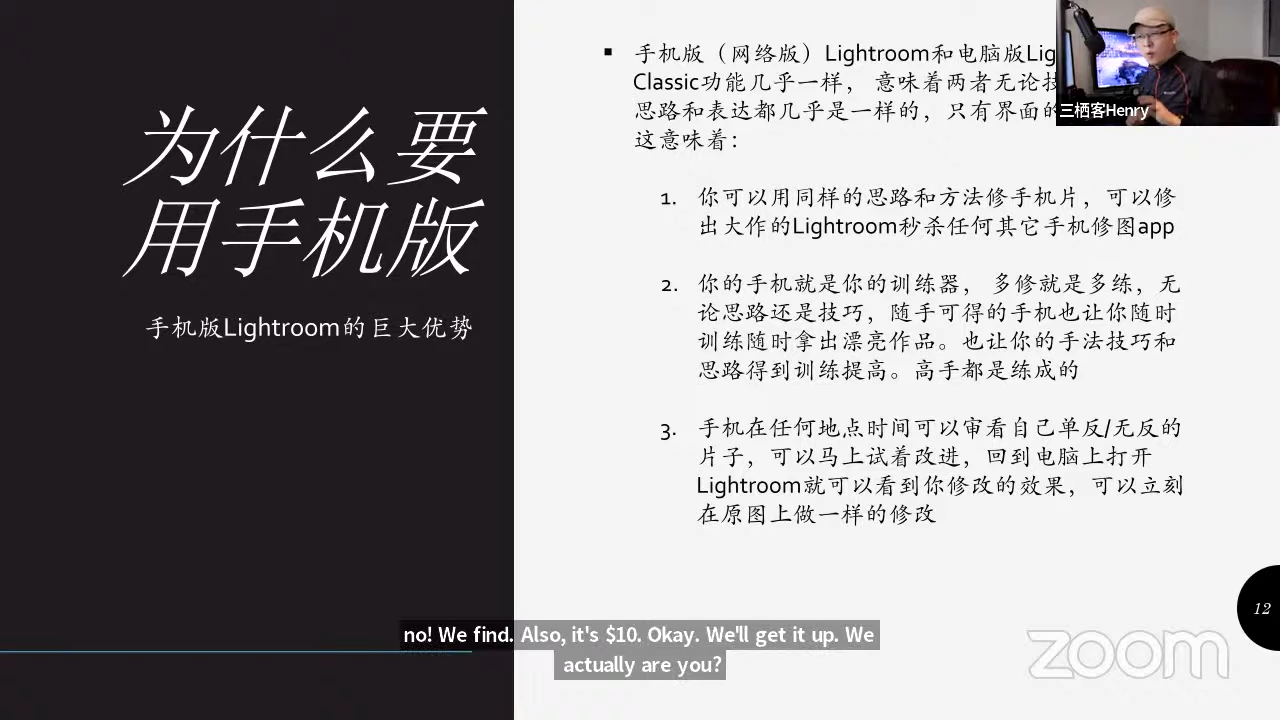 为什么要
用手机版
手机版Lightroom的巨大优势
▪ 手机版（网络版）Lightroom和电脑版Lig
Classic功能几乎一样， 意味着两者无论技
思路和表达都几乎是一样的，只有界面的
这意味着：
1. 你可以用同样的思路和方法修手机片，可以修
出大作的Lightroom秒杀任何其它手机修图app
2. 你的手机就是你的训练器， 多修就是多练，无
论思路还是技巧，随手可得的手机也让你随时
训练随时拿出漂亮作品。也让你的手法技巧和
思路得到训练提高。高手都是练成的
3. 手机在任何地点时间可以审看自己单反/无反的
片子，可以马上试着改进，回到电脑上打开
Lightroom就可以看到你修改的效果，可以立刻
在原图上做一样的修改
三栖客Henry
12
no! We find. Also, it's $10. Okay. We'll get it up. We
actually are you?
zoom